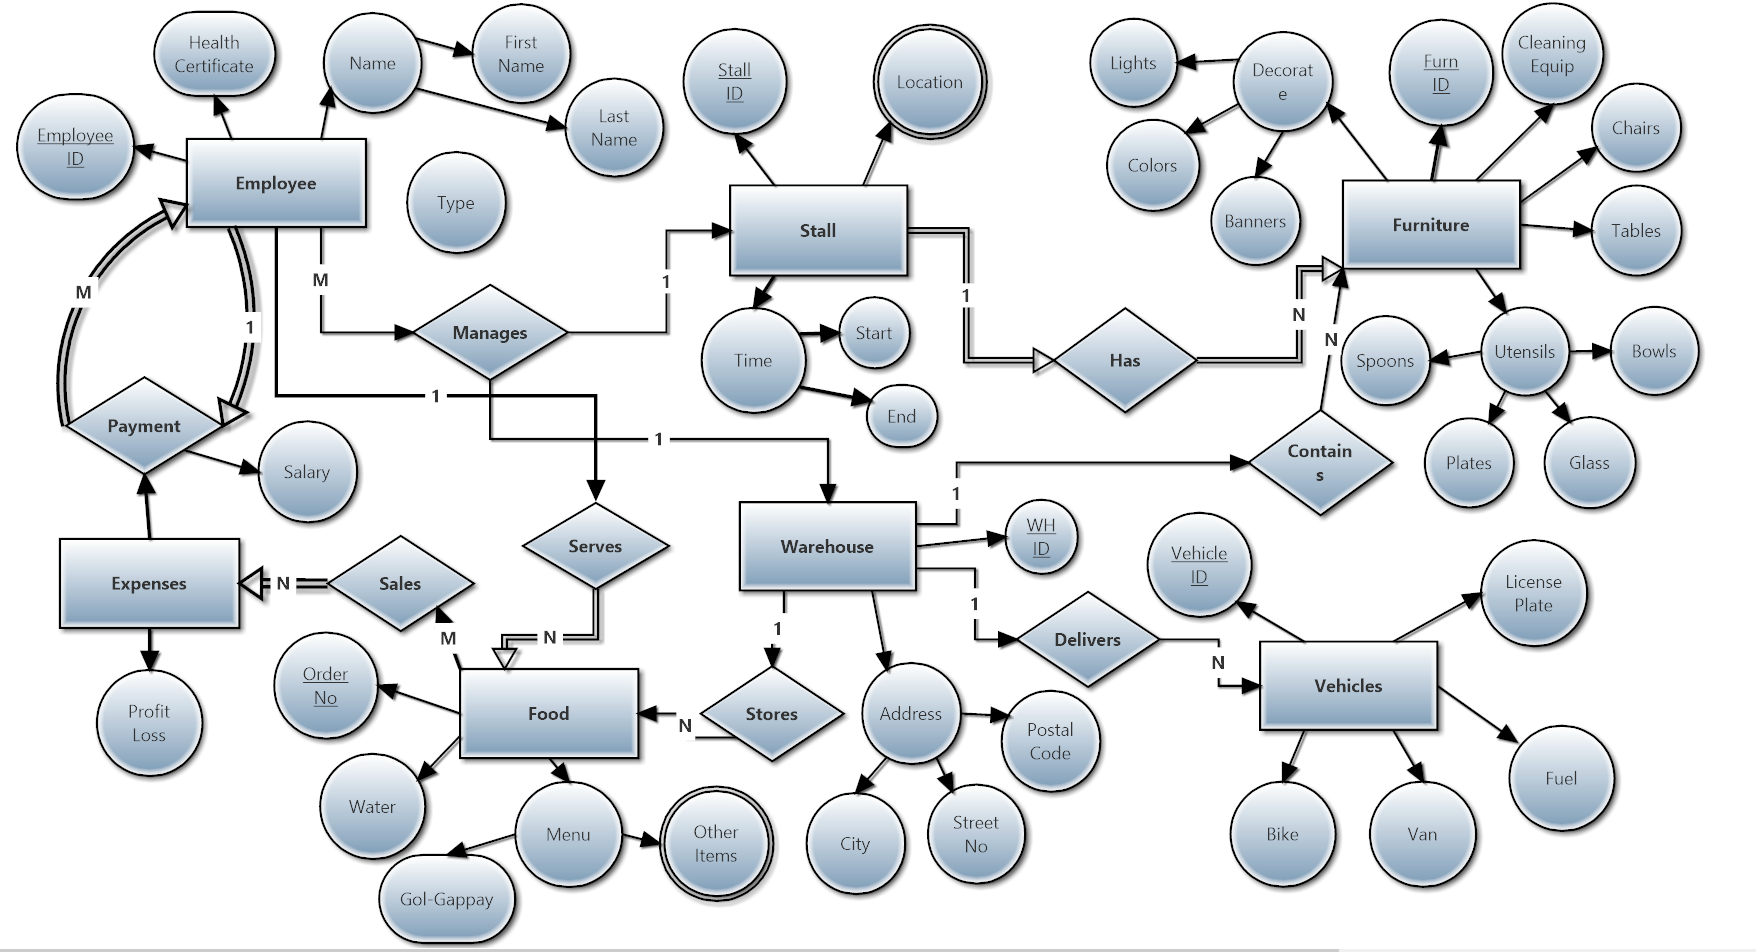 Health
Certificate
Name
First
Name
Last
Name
Employee
ID
Employee
Type
Stall
ID
Location
Stall
Time
Start
End
Lights
Decorat
e
Colors
Banners
Furn
ID
Cleaning
Equip
Chairs
Tables
Furniture
Utensils
Spoons
Bowls
Plates
Glass
M
1
M
Manages
1
1
Has
N
N
Payment
Salary
1
1
1
Contain
s
Expenses
N
Sales
Serves
Warehouse
WH
ID
Vehicle
ID
License
Plate
M
N
1
1
Delivers
N
Vehicles
Profit
Loss
Order
No
Food
N
Stores
Address
Postal
Code
Fuel
Water
Menu
Other
Items
City
Street
No
Bike
Van
Gol-Gappay